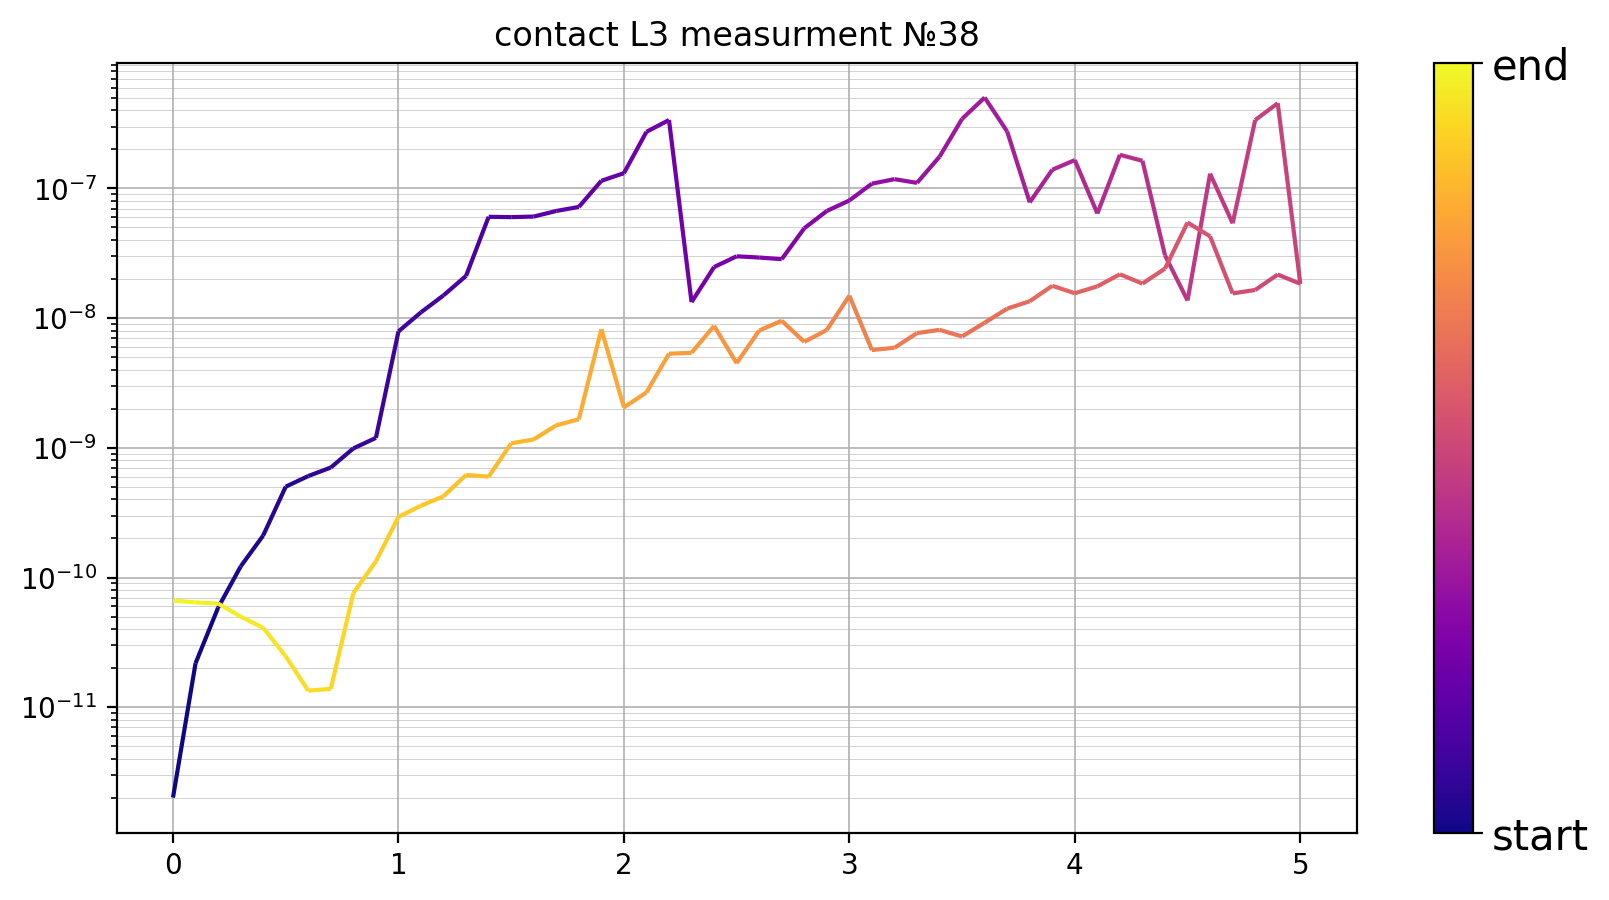 contact L3 measurment №38
10⁻⁷
10⁻⁸
10⁻⁹
10⁻¹⁰
10⁻¹¹
0 1 2 3 4 5
end
start